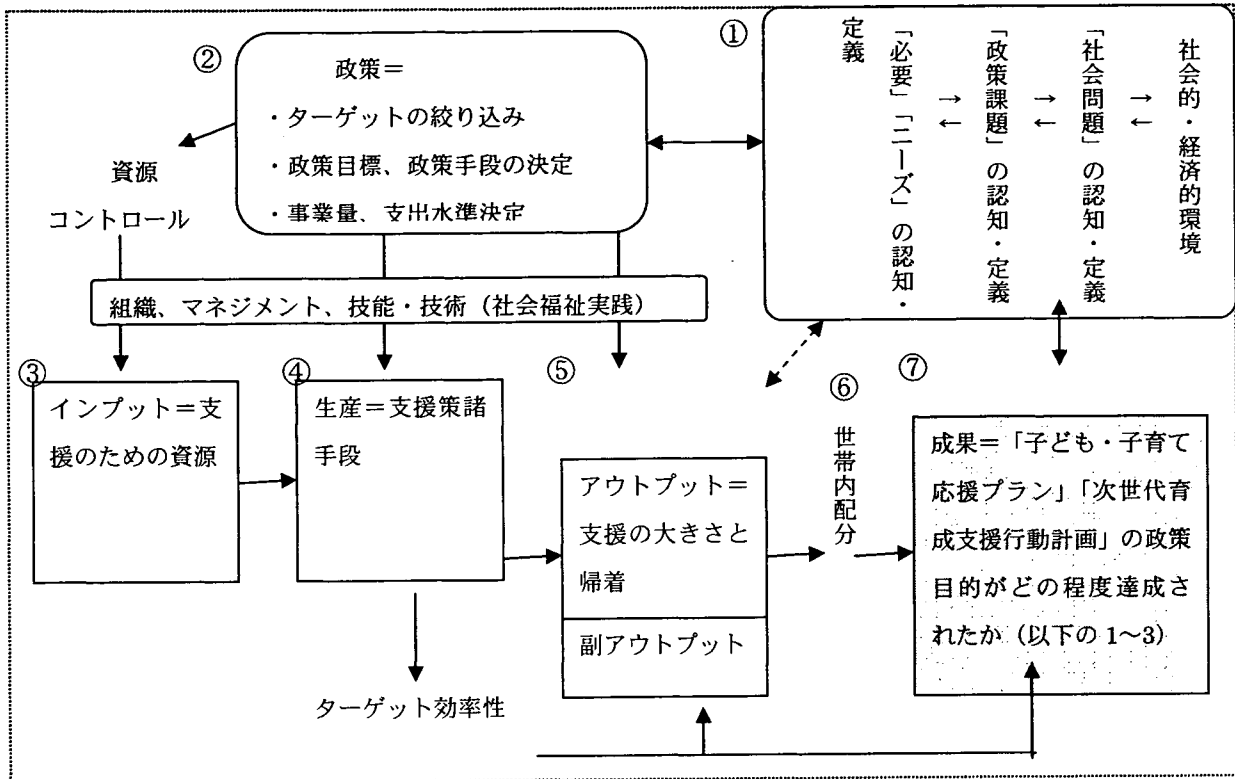 ①
社会的・経済的環境
→
←
「社会問題」の認知・定義
→
←
「政策課題」の認知・定義
→
←
「必要」「ニーズ」の認知・
定義
②
政策＝
・ターゲットの絞り込み
・政策目標、政策手段の決定
・事業量、支出水準決定
資源
コントロール
組織、マネジメント、技能・技術（社会福祉実践）
③
インプット＝支
援のための資源
④
生産＝支援策諸
手段
ターゲット効率性
⑤
アウトプット＝
支援の大きさと
帰着
副アウトプット
⑥
世帯内配分
⑦
成果＝「子ども・子育て
応援プラン」「次世代育
成支援行動計画」の政策
目的がどの程度達成さ
れたか（以下の 1～3）